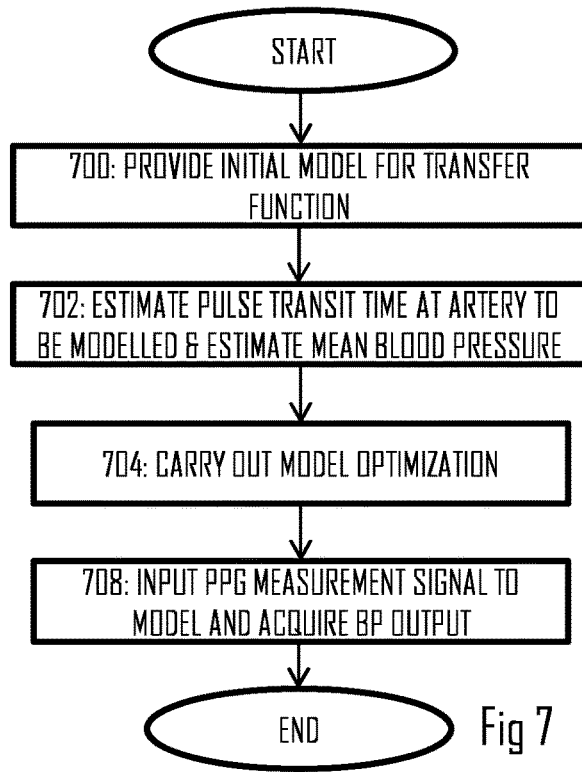 START
700: PROVIDE INITIAL MODEL FOR TRANSFER
FUNCTION
702: ESTIMATE PULSE TRANSIT TIME AT ARTERY TO
BE MODELLED & ESTIMATE MEAN BLOOD PRESSURE
704: CARRY OUT MODEL OPTIMIZATION
708: INPUT PPG MEASUREMENT SIGNAL TO
MODEL AND ACQUIRE BP OUTPUT
END
Fig 7